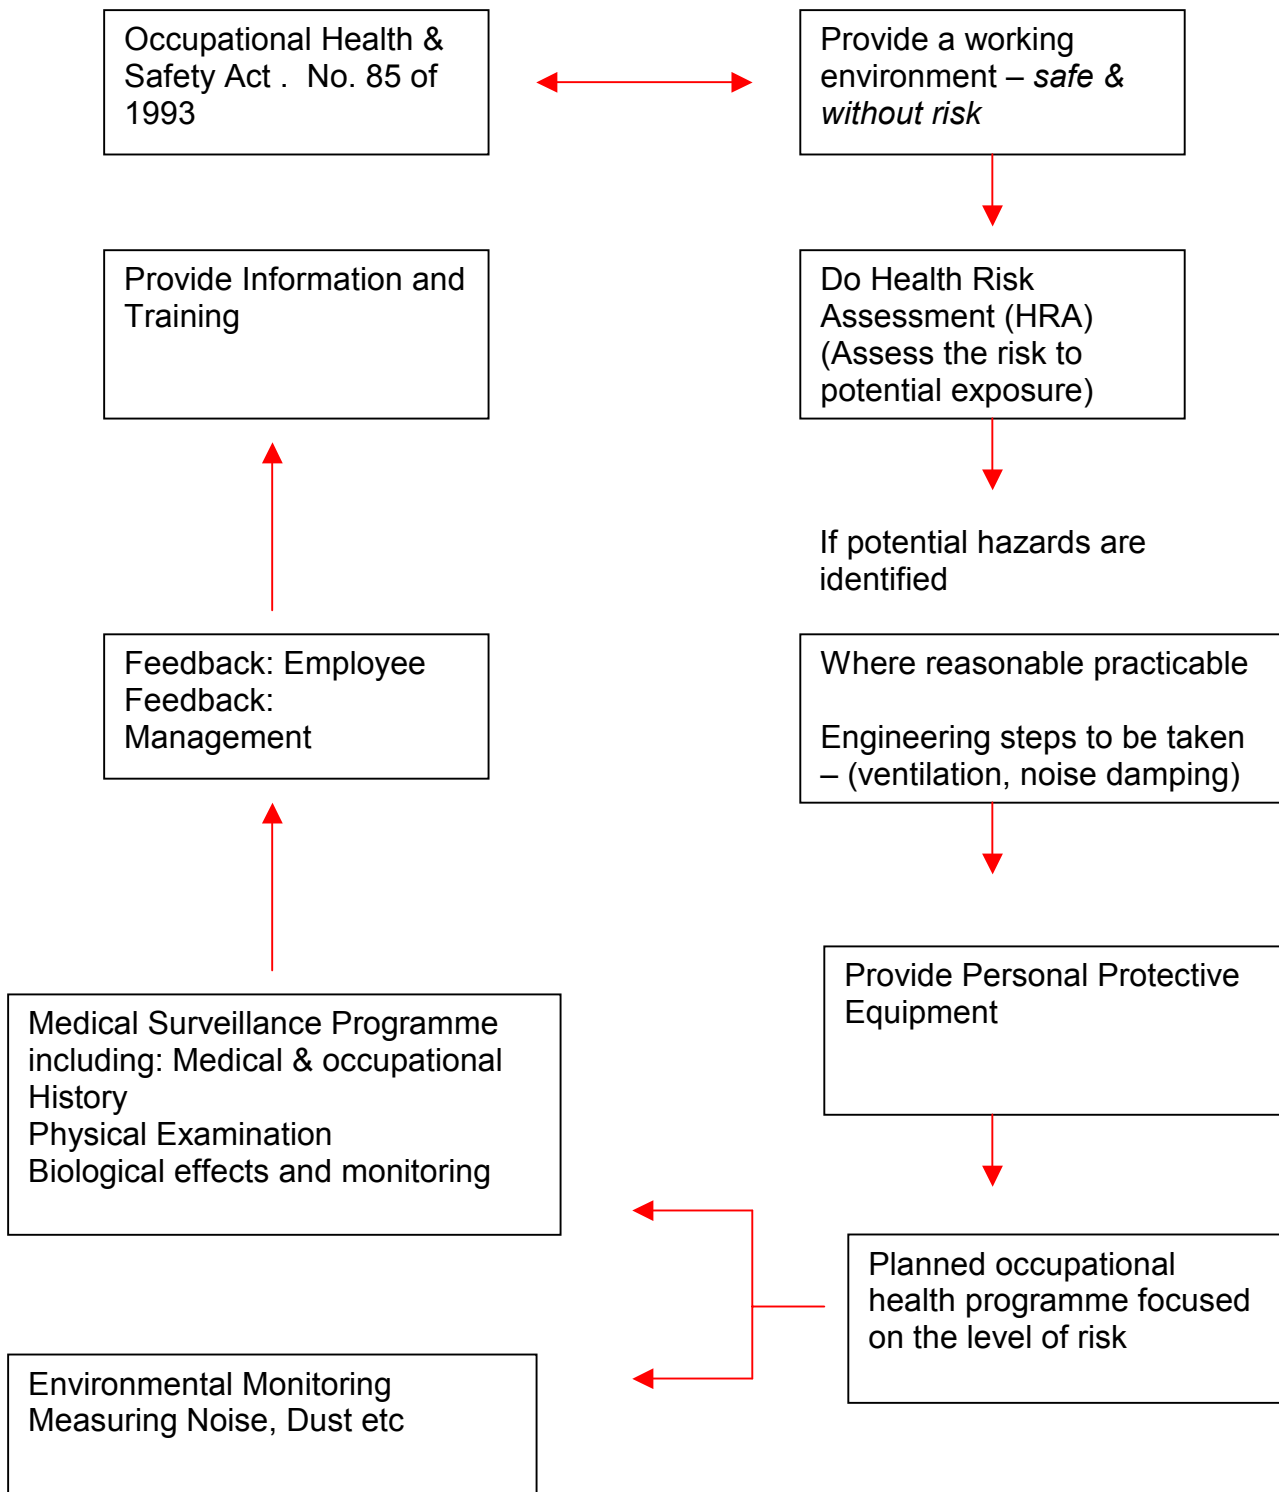 Occupational Health &
Safety Act .  No. 85 of
1993
Provide a working
environment – safe &
without risk
Provide Information and
Training
Do Health Risk
Assessment (HRA)
(Assess the risk to
potential exposure)
If potential hazards are
identified
Feedback: Employee
Feedback:
Management
Where reasonable practicable
Engineering steps to be taken
– (ventilation, noise damping)
Provide Personal Protective
Equipment
Medical Surveillance Programme
including: Medical & occupational
History
Physical Examination
Biological effects and monitoring
Planned occupational
health programme focused
on the level of risk
Environmental Monitoring
Measuring Noise, Dust etc